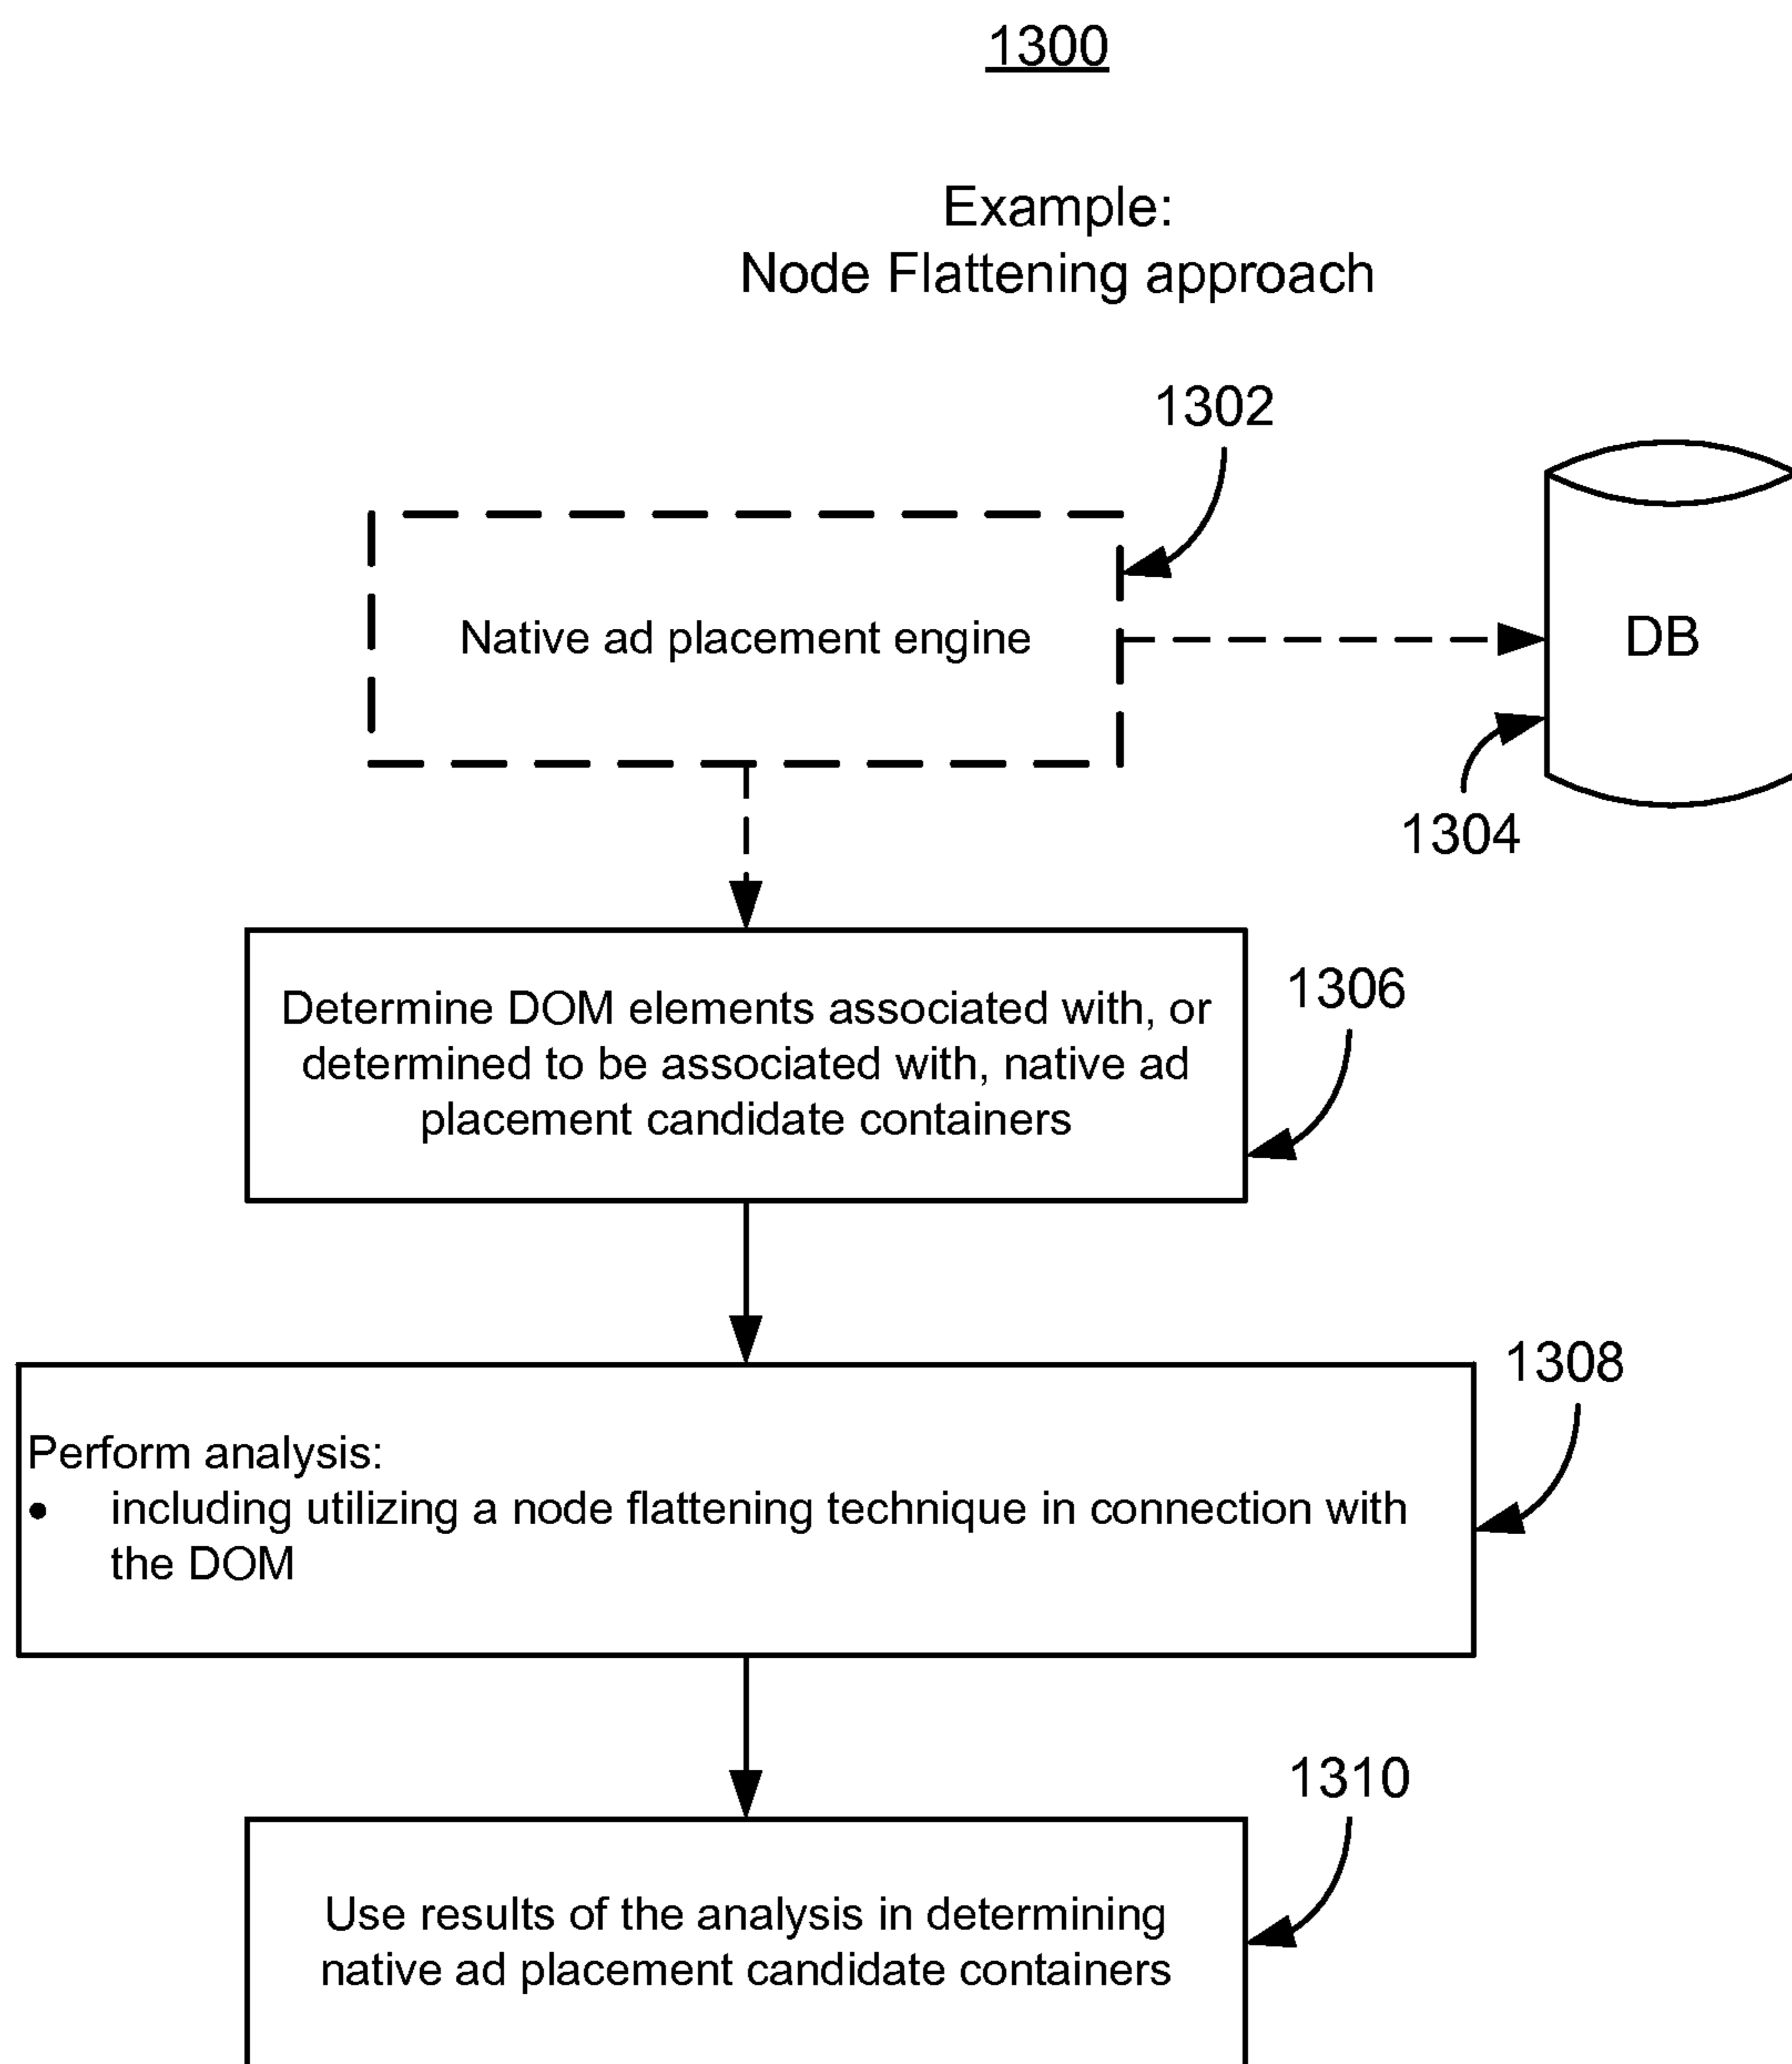 1300
Example:
Node Flattening approach
1302
Native ad placement engine
DB
1304
Determine DOM elements associated with, or
determined to be associated with, native ad
placement candidate containers
1306
Perform analysis:
• including utilizing a node flattening technique in connection with
the DOM
1308
Use results of the analysis in determining
native ad placement candidate containers
1310